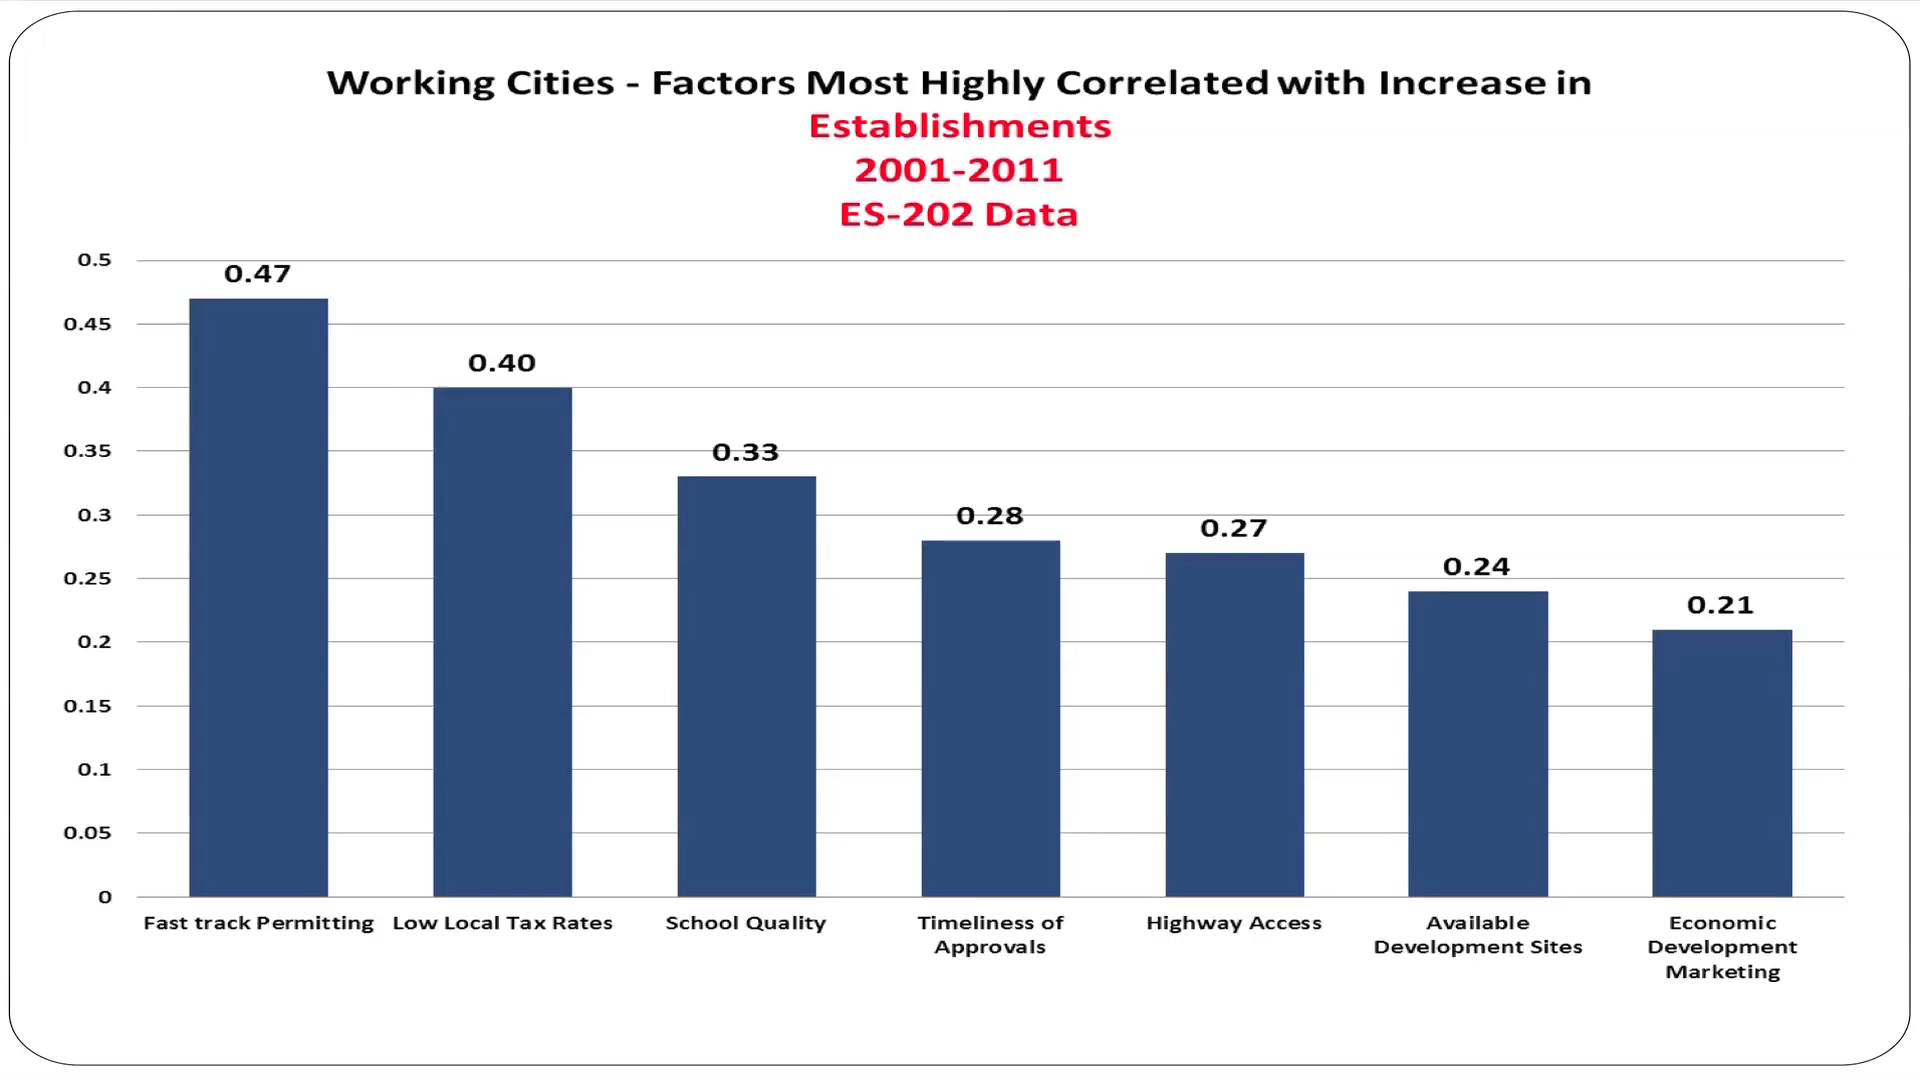 Working Cities - Factors Most Highly Correlated with Increase in
Establishments
2001-2011
ES-202 Data
0.5
0.45
0.4
0.35
0.3
0.25
0.2
0.15
0.1
0.05
0
0.47
0.40
0.33
0.28
0.27
0.24
0.21
Fast track Permitting
Low Local Tax Rates
School Quality
Timeliness of
Approvals
Highway Access
Available
Development Sites
Economic
Development
Marketing